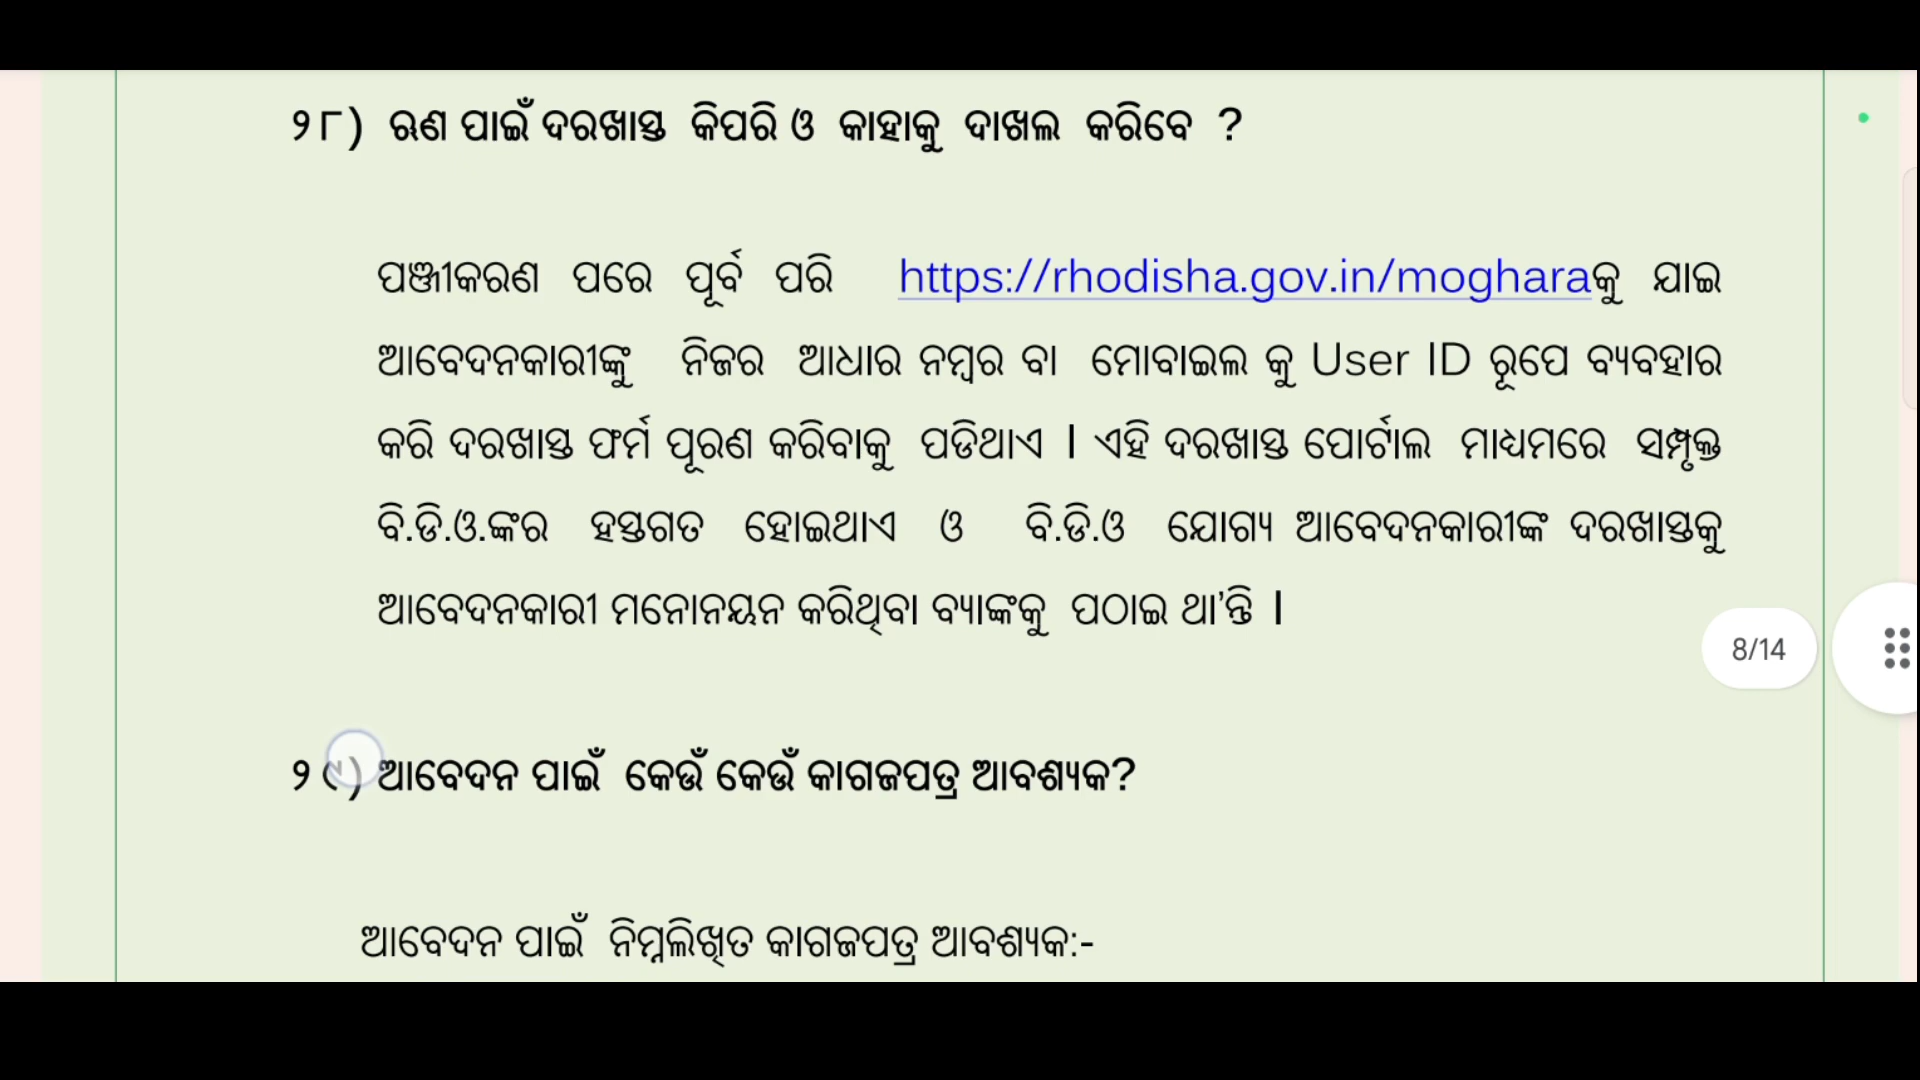 ୨୮) ଋଣ ପାଇଁ ଦରଖାସ୍ତ କିପରି ଓ କାହାକୁ ଦାଖଲ କରିବେ ?
ପଞ୍ଜୀକରଣ ପରେ ପୂର୍ବ ପରି https://rhodisha.gov.in/mogharaକୁ ଯାଇ
ଆବେଦନକାରୀଙ୍କୁ ନିଜର ଆଧାର ନମ୍ବର ବା ମୋବାଇଲ କୁ User ID ରୂପେ ବ୍ୟବହାର
କରି ଦରଖାସ୍ତ ଫର୍ମ ପୂରଣ କରିବାକୁ ପଡିଥାଏ l ଏହି ଦରଖାସ୍ତ ପୋର୍ଟାଲ ମାଧ୍ୟମରେ ସମ୍ପୃକ୍ତ
ବି.ଡି.ଓ.ଙ୍କର ହସ୍ତଗତ ହୋଇଥାଏ ଓ ବି.ଡି.ଓ ଯୋଗ୍ୟ ଆବେଦନକାରୀଙ୍କ ଦରଖାସ୍ତକୁ
ଆବେଦନକାରୀ ମନୋନୟନ କରିଥିବା ବ୍ୟାଙ୍କକୁ ପଠାଇ ଥା'ନ୍ତି l
8/14
୨୯) ଆବେଦନ ପାଇଁ କେଉଁ କେଉଁ କାଗଜପତ୍ର ଆବଶ୍ୟକ?
ଆବେଦନ ପାଇଁ ନିମ୍ନଲିଖିତ କାଗଜପତ୍ର ଆବଶ୍ୟକ:-